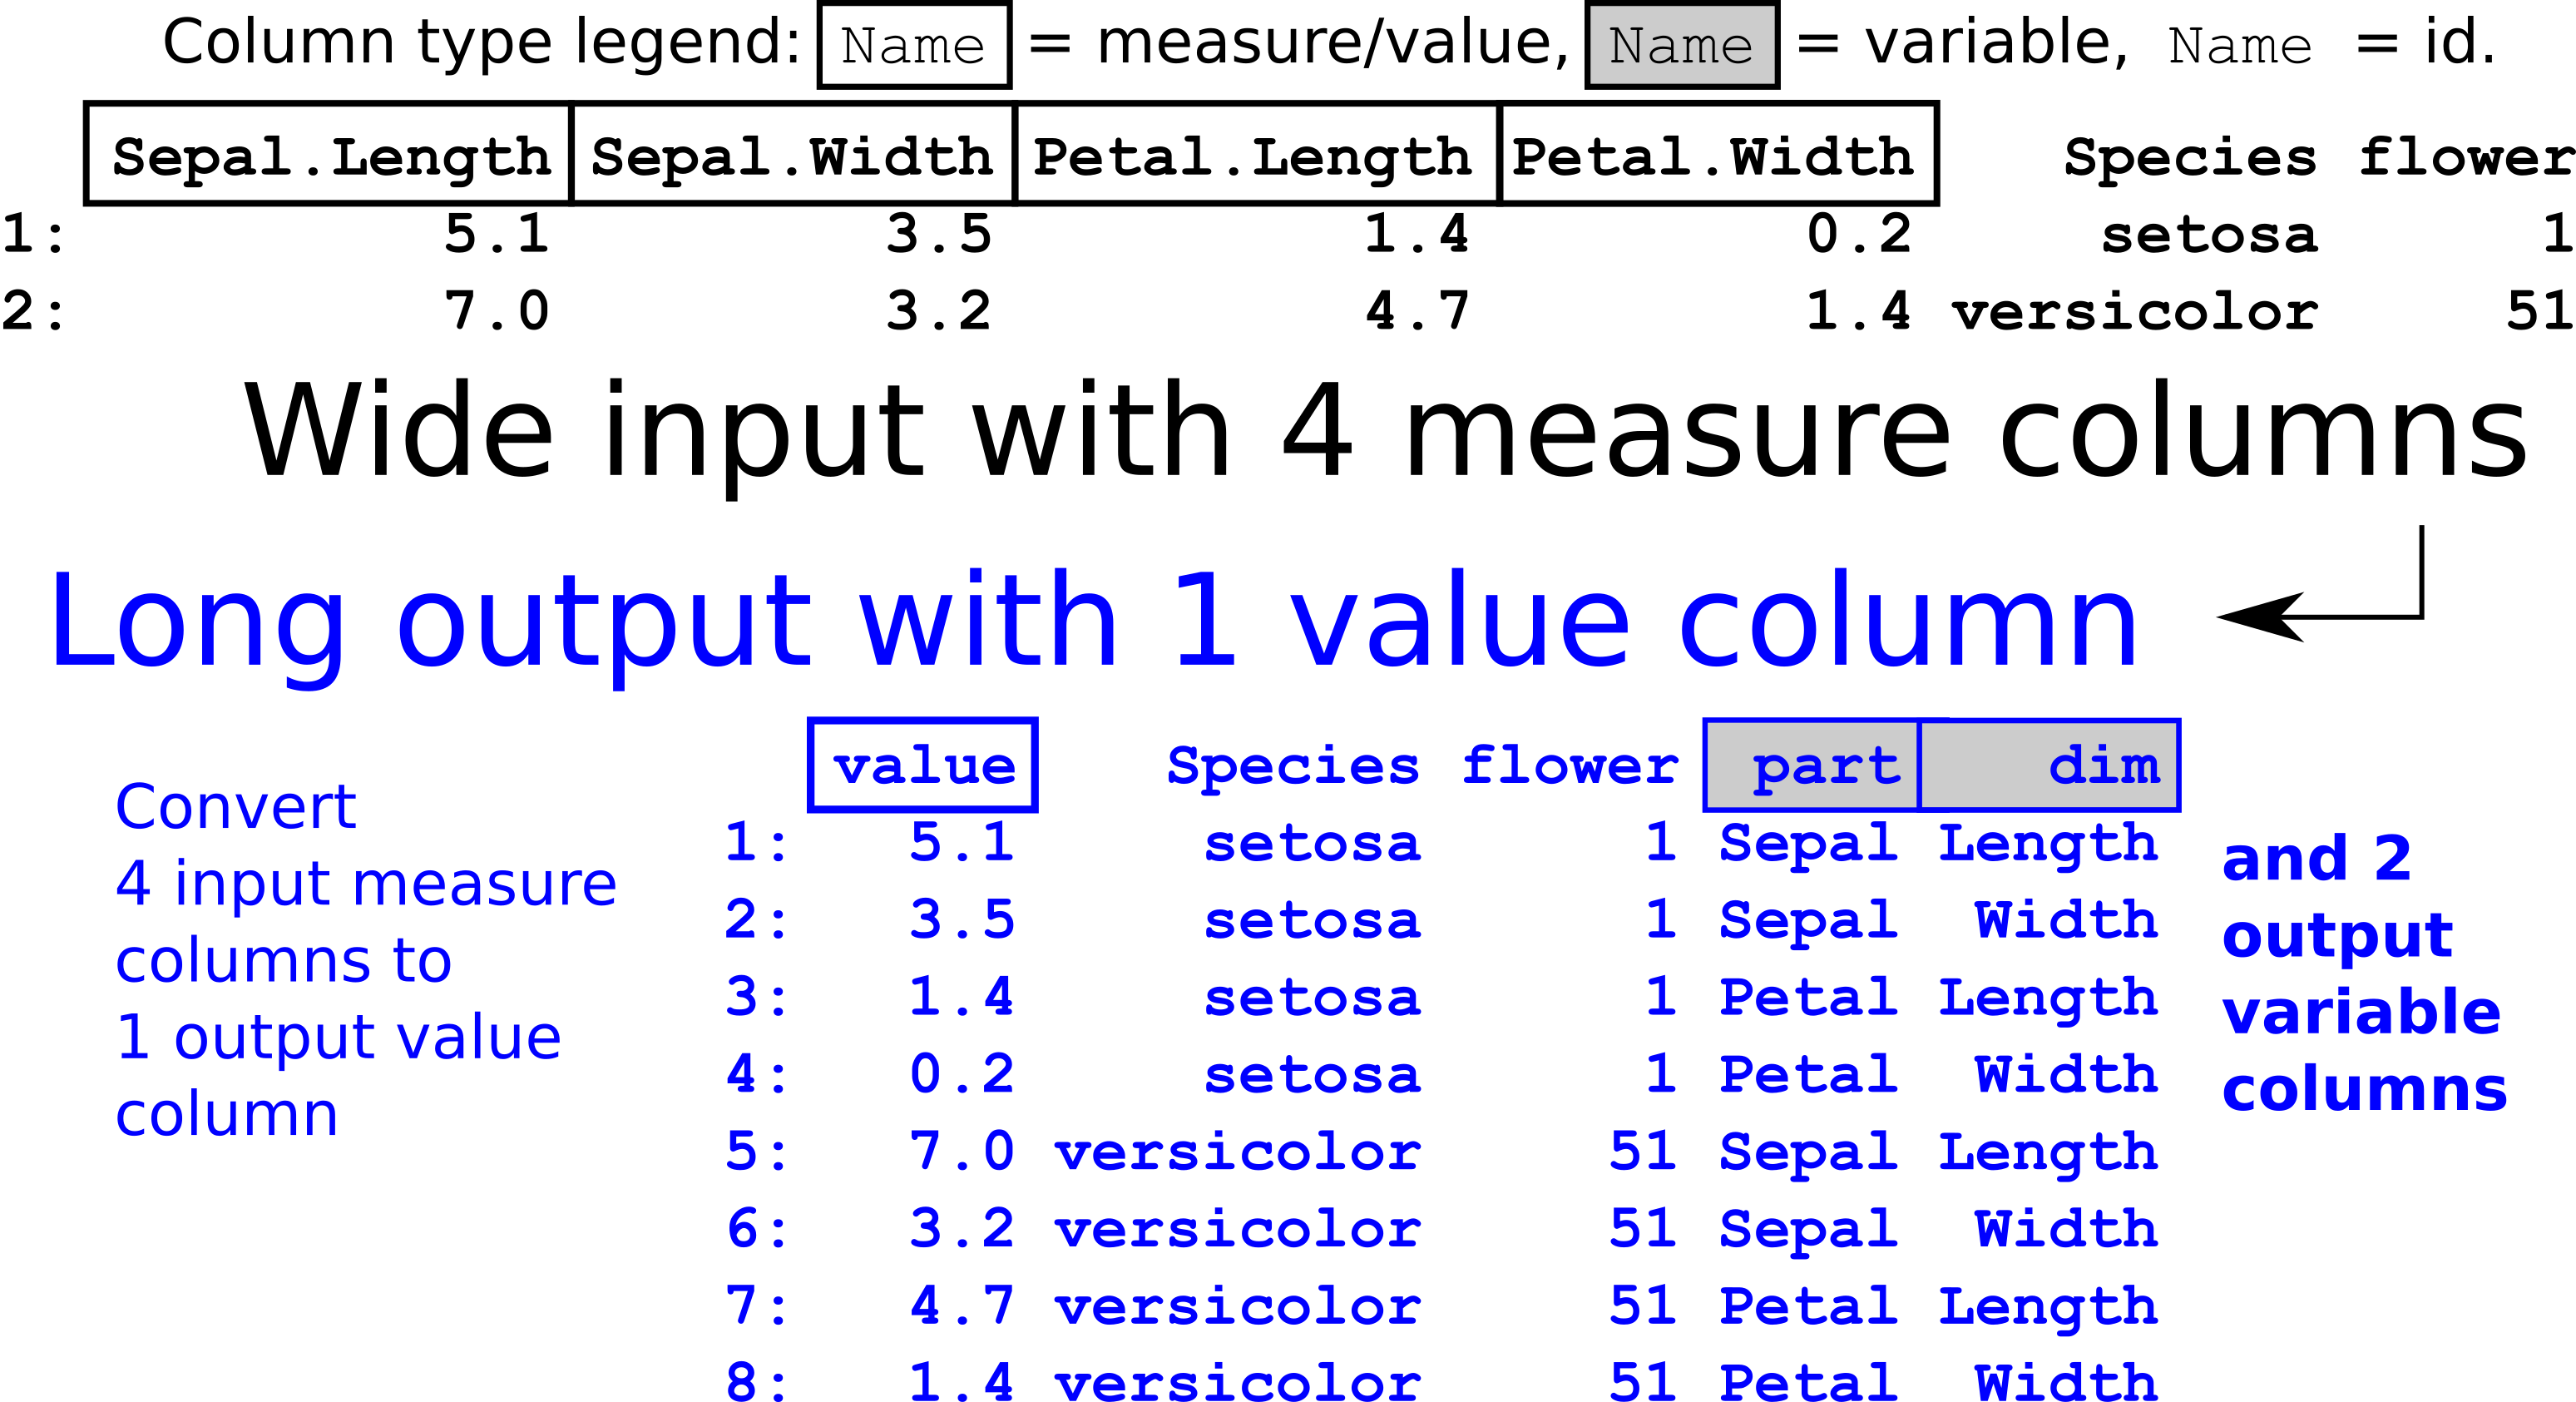 Column type legend: Name = measure/value, Name = variable, Name = id.
Sepal.Length Sepal.Width Petal.Length Petal.Width Species flower
1: 5.1 3.5 1.4 0.2 setosa 1
2: 7.0 3.2 4.7 1.4 versicolor 51
Wide input with 4 measure columns
Long output with 1 value column
Convert
4 input measure
columns to
1 output value
column
value Species flower part dim
1: 5.1 setosa 1 Sepal Length
2: 3.5 setosa 1 Sepal Width
3: 1.4 setosa 1 Petal Length
4: 0.2 setosa 1 Petal Width
5: 7.0 versicolor 51 Sepal Length
6: 3.2 versicolor 51 Sepal Width
7: 4.7 versicolor 51 Petal Length
8: 1.4 versicolor 51 Petal Width
and 2
output
variable
columns